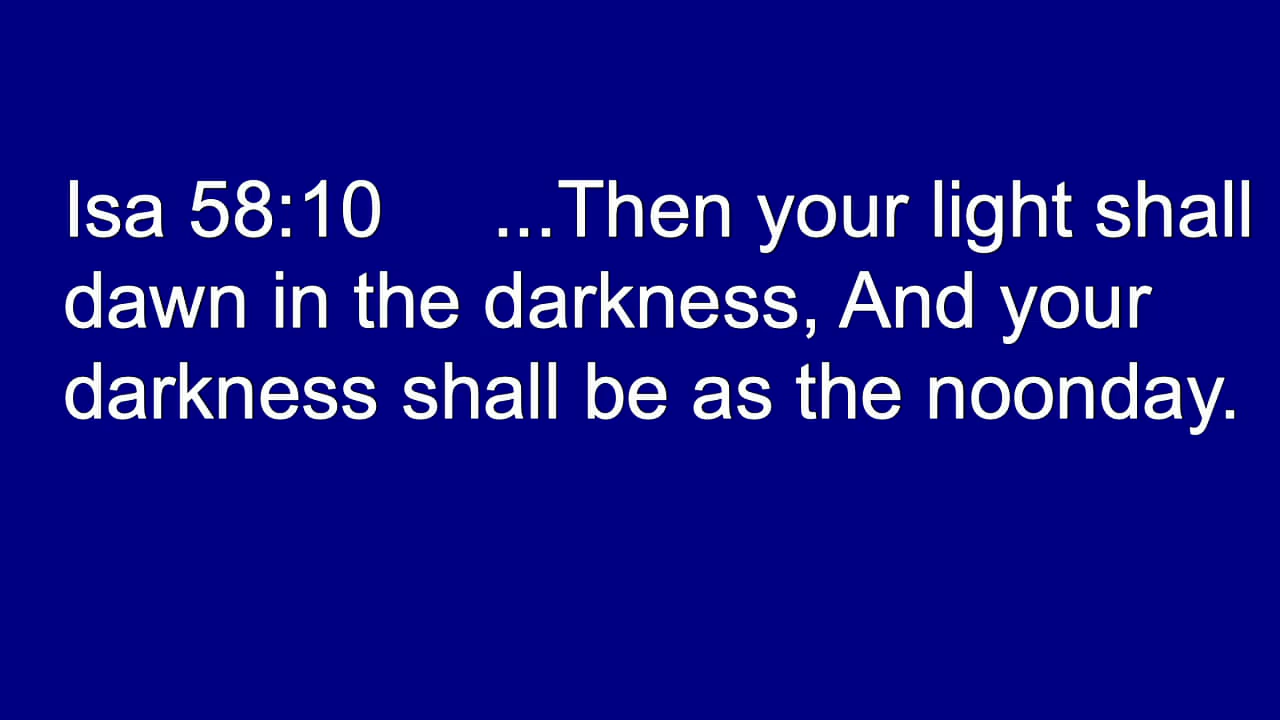 Isa 58:10 ...Then your light shall
dawn in the darkness, And your
darkness shall be as the noonday.